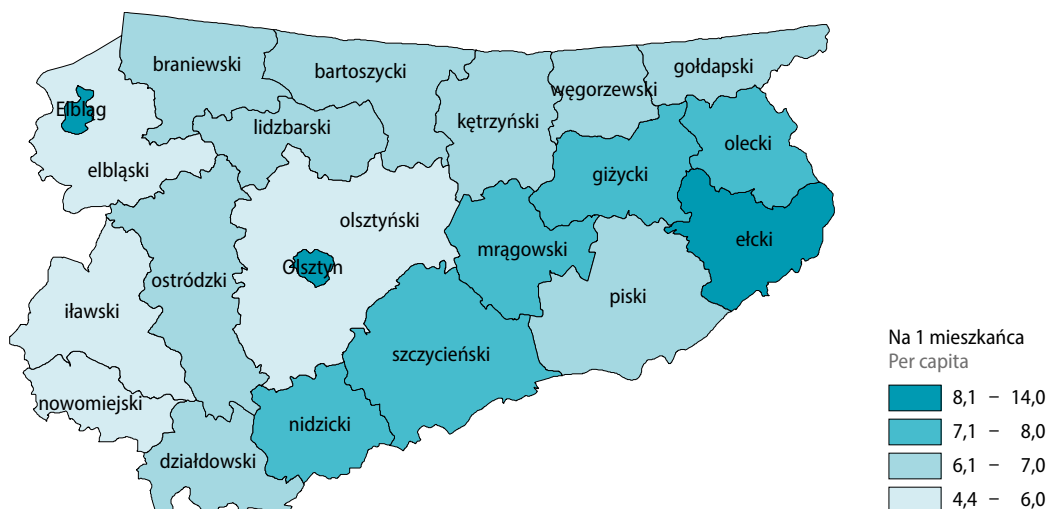 braniewski
bartoszycki
gołdapski
węgorzewski
Elbląg
kętrzyński
lidzbarski
olecki
elbląski
giżycki
olsztyński
ełcki
mrągowski
Olsztyn
ostródzki
piski
iławski
szczycieński
nowomiejski
nidzicki
działdowski
Na 1 mieszkańca
Per capita
8,1 – 14,0
7,1 – 8,0
6,1 – 7,0
4,4 – 6,0